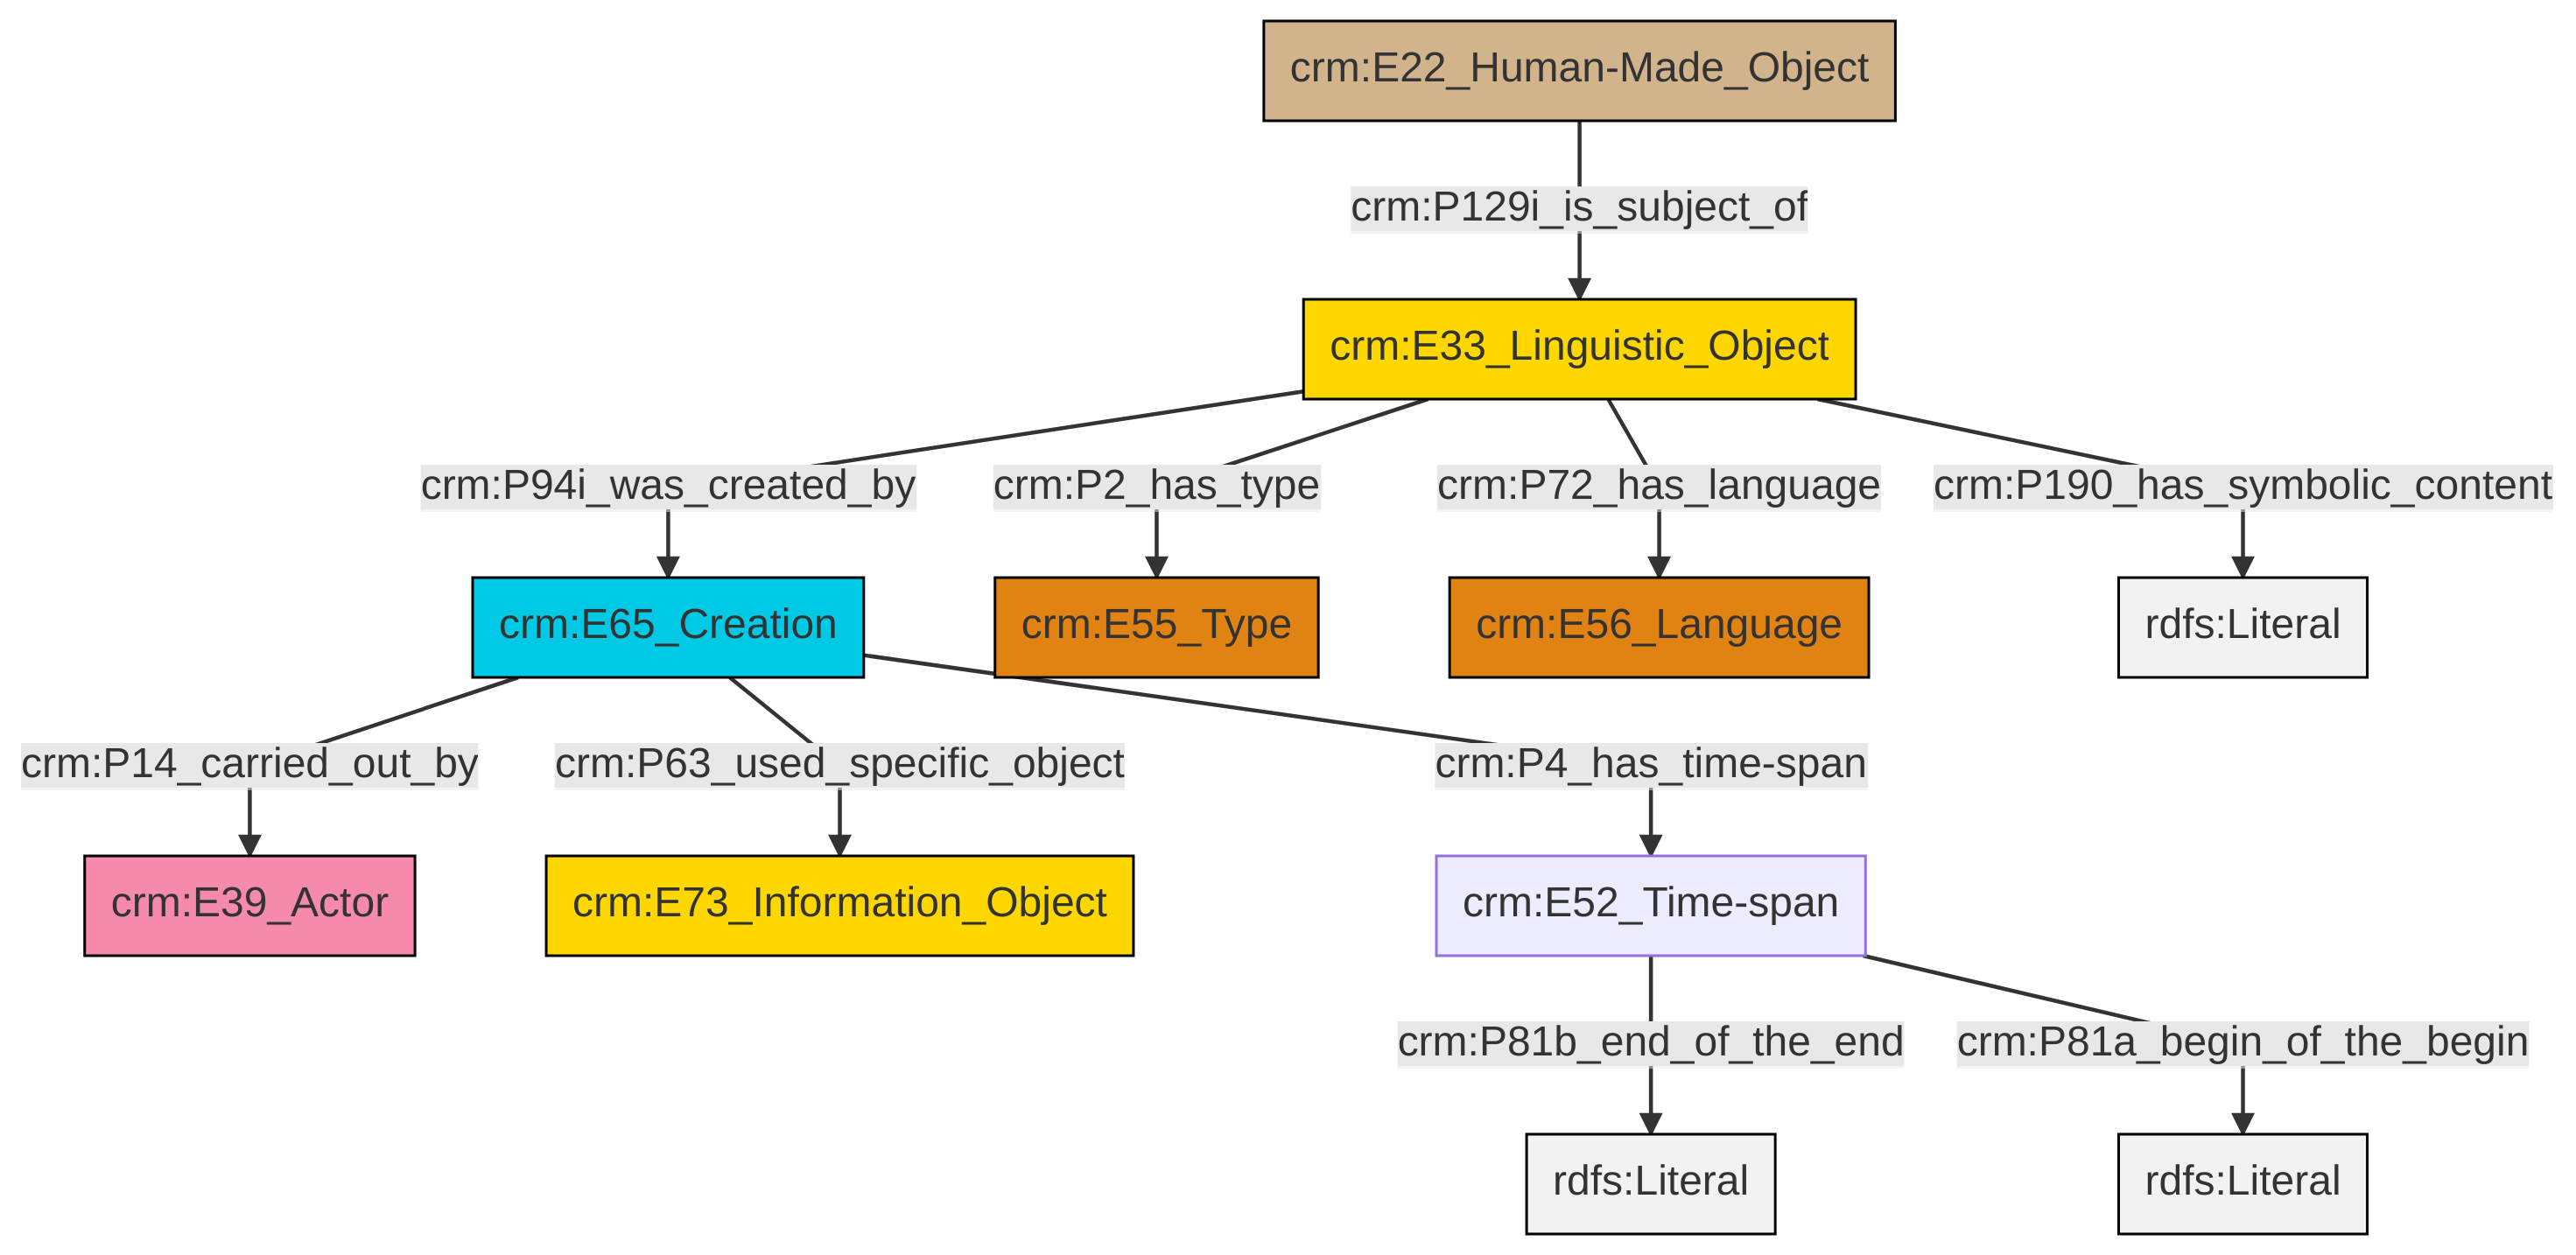 crm:E22_Human-Made_Object
crm:P129i_is_subject_of
crm:E33_Linguistic_Object
crm:P94i_was_created_by
crm:P2_has_type
crm:P72_has_language
crm:P190_has_symbolic_content
crm:E65_Creation
crm:E55_Type
crm:E56_Language
rdfs:Literal
crm:P14_carried_out_by
crm:P63_used_specific_object
crm:P4_has_time-span
crm:E39_Actor
crm:E73_Information_Object
crm:E52_Time-span
crm:P81b_end_of_the_end
crm:P81a_begin_of_the_begin
rdfs:Literal
rdfs:Literal